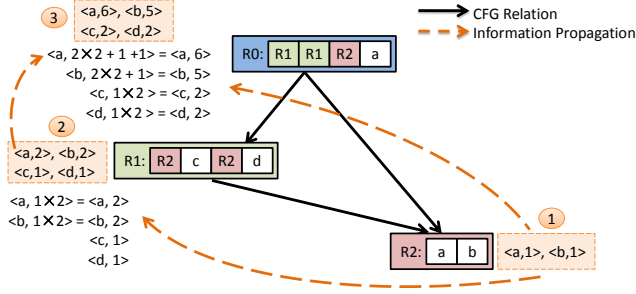 3
<a,6>, <b,5>
<c,2>, <d,2>
CFG Relation
Information Propagation
<a, 2×2 + 1 +1> = <a, 6>
<b, 2×2 + 1> = <b, 5>
<c, 1×2 > = <c, 2>
<d, 1×2 > = <d, 2>
R0: R1 R1 R2 a
2
<a,2>, <b,2>
<c,1>, <d,1>
R1: R2 c R2 d
<a, 1×2> = <a, 2>
<b, 1×2> = <b, 2>
<c, 1>
<d, 1>
1
R2: a b
<a,1>, <b,1>